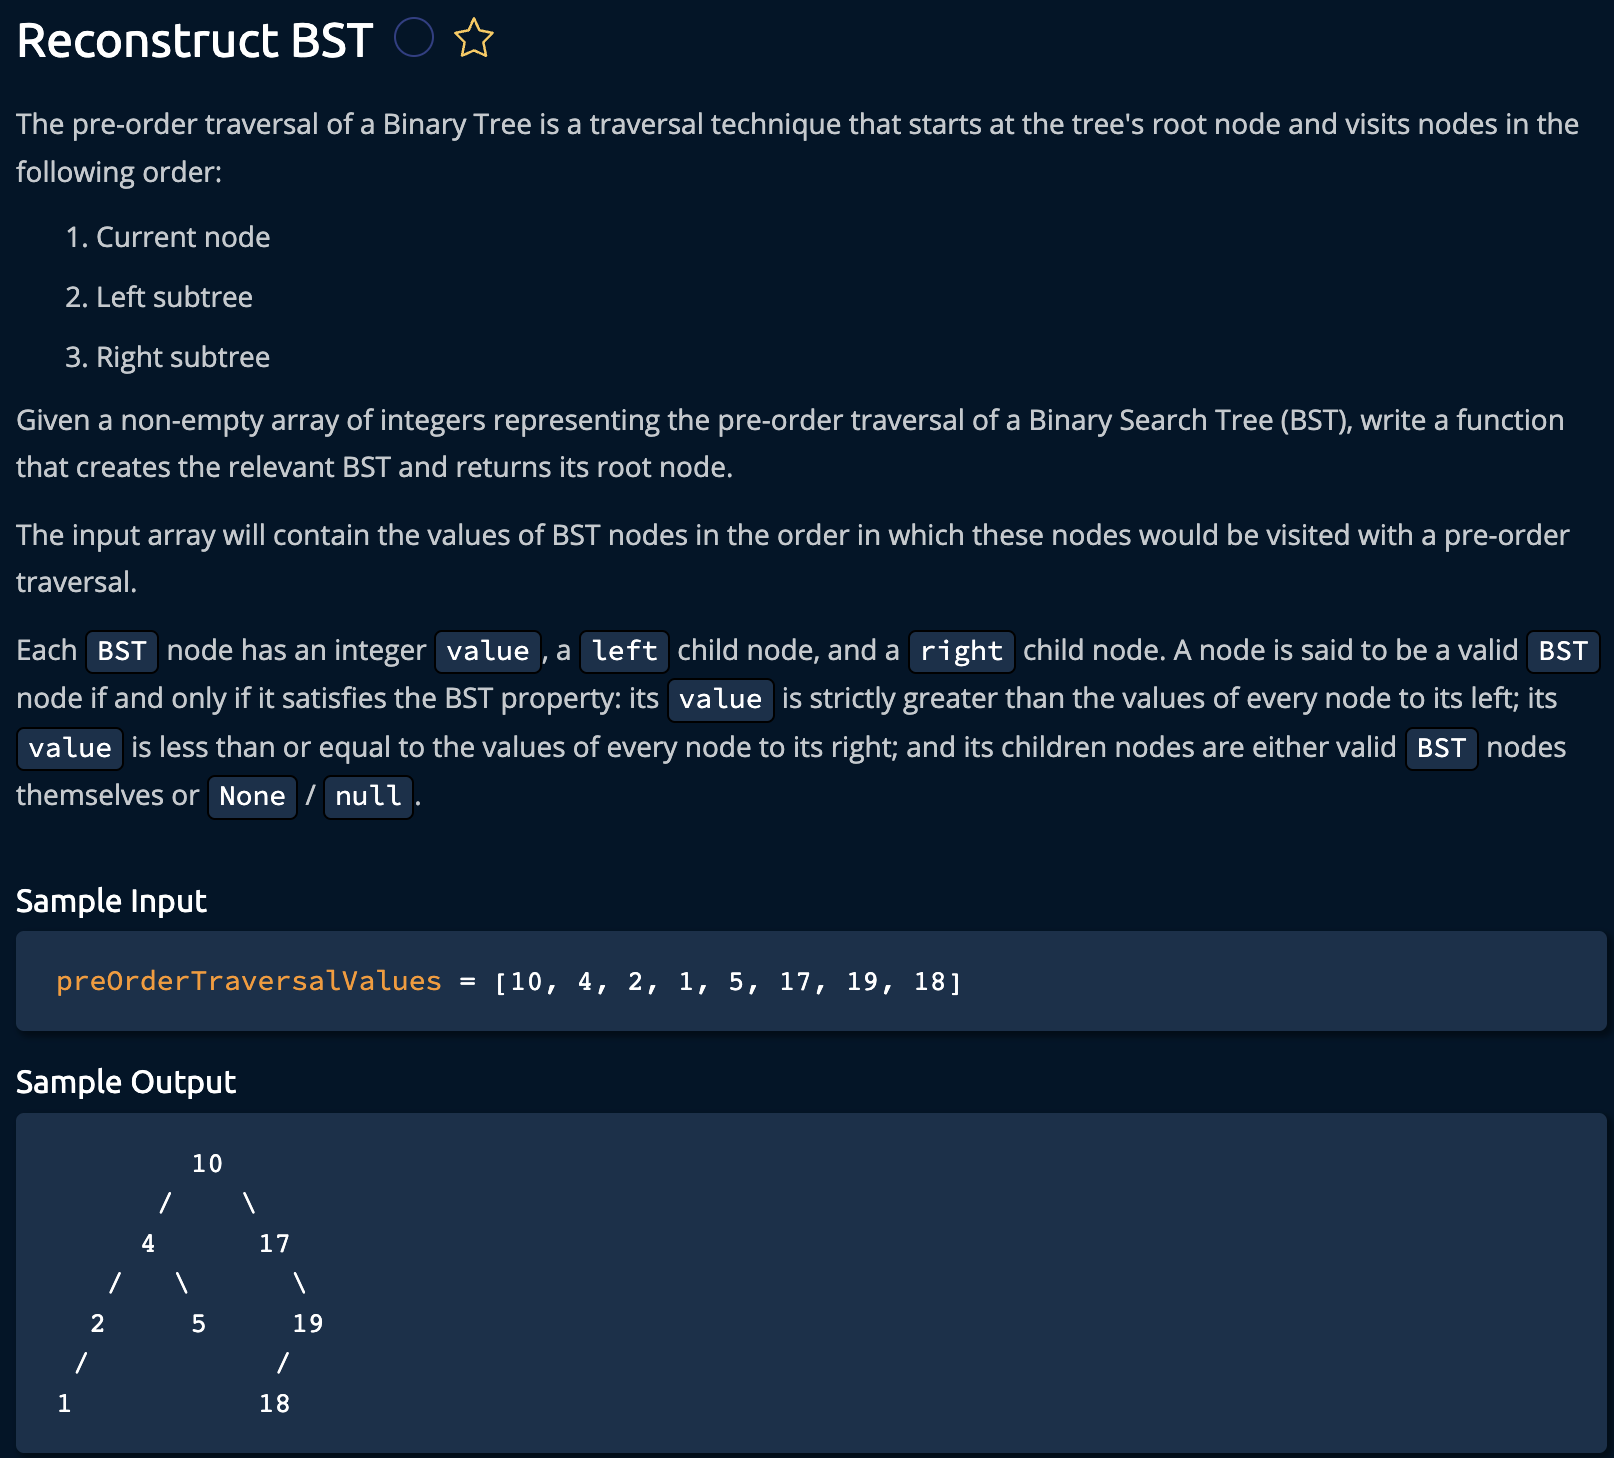 Reconstruct BST
The pre-order traversal of a Binary Tree is a traversal technique that starts at the tree's root node and visits nodes in the
following order:
1. Current node
2. Left subtree
3. Right subtree
Given a non-empty array of integers representing the pre-order traversal of a Binary Search Tree (BST), write a function
that creates the relevant BST and returns its root node.
The input array will contain the values of BST nodes in the order in which these nodes would be visited with a pre-order
traversal.
Each BST node has an integer value, a left child node, and a right child node. A node is said to be a valid BST
node if and only if it satisfies the BST property: its value is strictly greater than the values of every node to its left; its
value is less than or equal to the values of every node to its right; and its children nodes are either valid BST nodes
themselves or None / null.
Sample Input
preOrderTraversalValues = [10, 4, 2, 1, 5, 17, 19, 18]
Sample Output
10
/ \
4 17
/ \ \
2 5 19
/ /
1 18